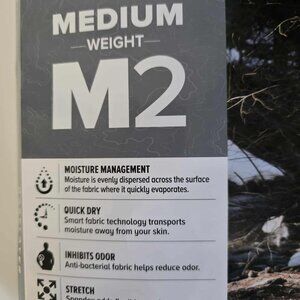 MEDIUM
WEIGHT
M2
MOISTURE MANAGEMENT
Moisture is evenly dispersed across the surface
of the fabric where it quickly evaporates.
QUICK DRY
Smart fabric technology transports
moisture away from your skin.
INHIBITS ODOR
Anti-bacterial fabric helps reduce odor.
STRETCH